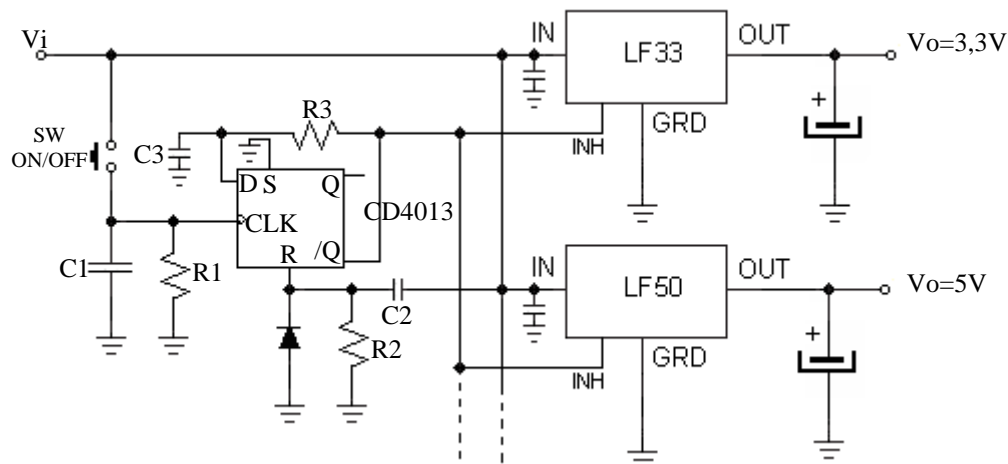 Vi
IN
LF33
OUT
Vo=3,3V
+
SW
ON/OFF
C3
R3
INH
GRD
D
S
Q
CD4013
CLK
/Q
R
C1
R1
C2
R2
IN
LF50
OUT
Vo=5V
+
INH
GRD